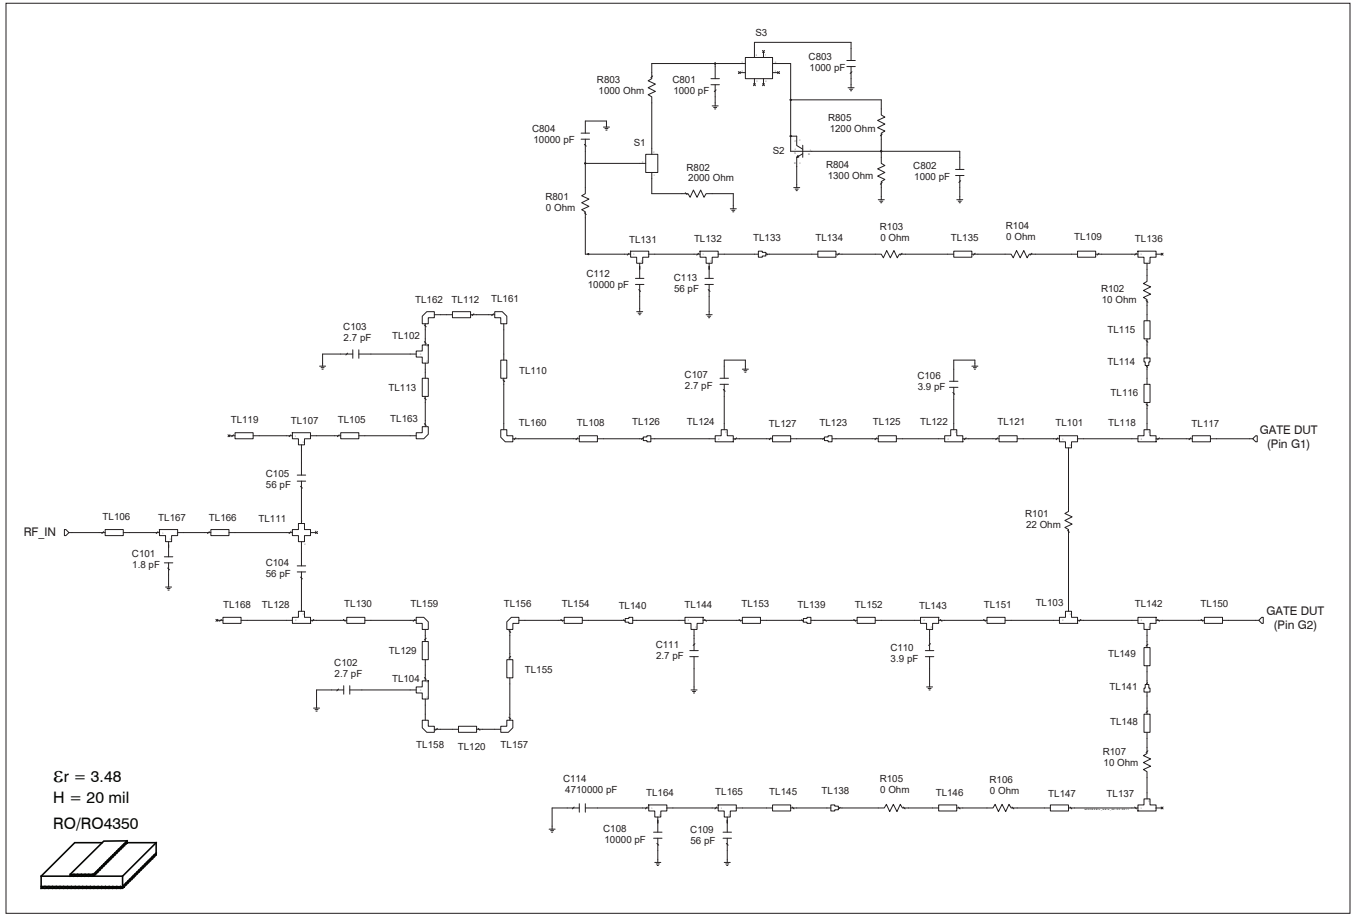 S3
C803
1000 pF
R803
1000 Ohm
C801
1000 pF
R805
1200 Ohm
C804
10000 pF
S1
S2
R802
2000 Ohm
R804
1300 Ohm
C802
1000 pF
R801
0 Ohm
TL131
TL132
TL133
TL134
R103
0 Ohm
TL135
R104
0 Ohm
TL109
TL136
C112
10000 pF
C113
56 pF
R102
10 Ohm
TL162
TL112
TL161
C103
2.7 pF
TL102
TL115
TL114
TL110
TL113
C107
2.7 pF
C106
3.9 pF
TL116
TL119
TL107
TL105
TL163
TL160
TL108
TL126
TL124
TL127
TL123
TL125
TL122
TL121
TL101
TL118
TL117
GATE DUT
(Pin G1)
C105
56 pF
RF_IN
TL106
TL167
TL166
TL111
R101
22 Ohm
C101
1.8 pF
C104
56 pF
TL168
TL128
TL130
TL159
TL156
TL154
TL140
TL144
TL153
TL139
TL152
TL143
TL151
TL103
TL142
TL150
GATE DUT
(Pin G2)
TL129
C111
2.7 pF
C110
3.9 pF
TL149
C102
2.7 pF
TL104
TL155
TL141
TL148
TL158
TL120
TL157
R107
10 Ohm
εr = 3.48
H = 20 mil
RO/RO4350
C114
4710000 pF
TL164
TL165
TL145
TL138
R105
0 Ohm
TL146
R106
0 Ohm
TL147
TL137
C108
10000 pF
C109
56 pF